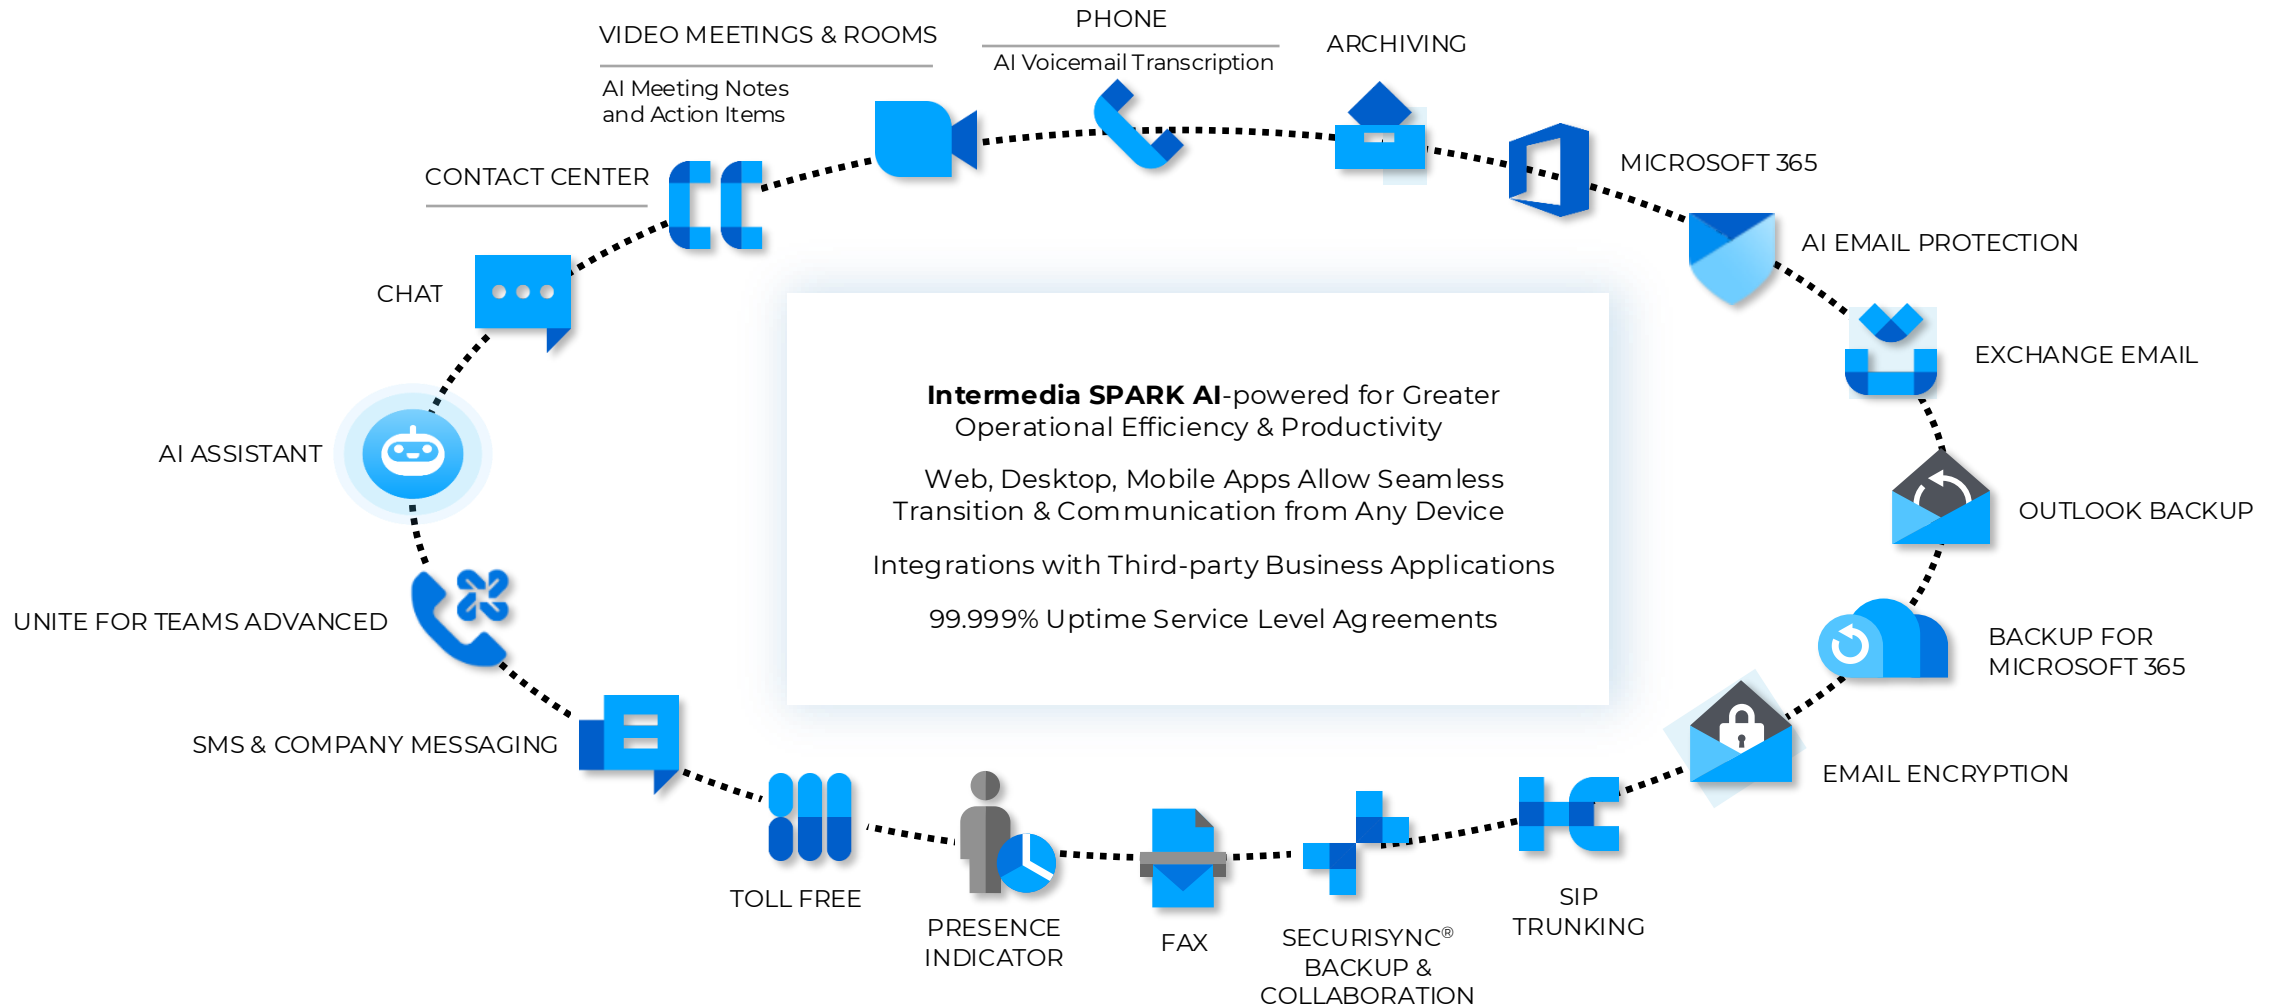 PHONE
VIDEO MEETINGS & ROOMS
AI Meeting Notes
and Action Items
AI Voicemail Transcription
ARCHIVING
MICROSOFT 365
CONTACT CENTER
AI EMAIL PROTECTION
CHAT
EXCHANGE EMAIL
Intermedia SPARK AI-powered for Greater
Operational Efficiency & Productivity
Web, Desktop, Mobile Apps Allow Seamless
Transition & Communication from Any Device
Integrations with Third-party Business Applications
99.999% Uptime Service Level Agreements
AI ASSISTANT
OUTLOOK BACKUP
UNITE FOR TEAMS ADVANCED
BACKUP FOR
MICROSOFT 365
SMS & COMPANY MESSAGING
EMAIL ENCRYPTION
TOLL FREE
PRESENCE
INDICATOR
FAX
SECURISYNC®
BACKUP &
COLLABORATION
SIP
TRUNKING